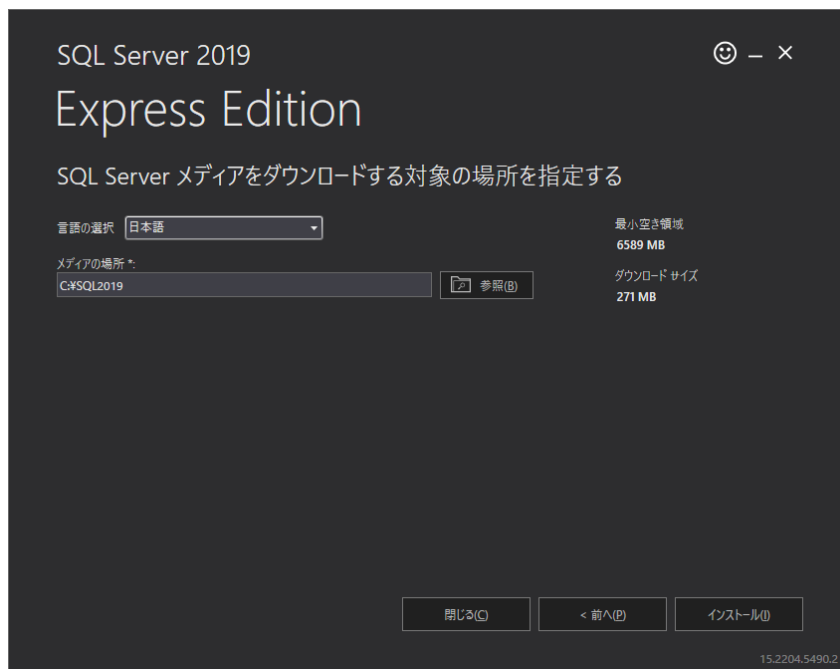 SQL Server 2019
Express Edition
SQL Server メディアをダウンロードする対象の場所を指定する
言語の選択 日本語
最小空き領域
6589 MB
メディアの場所 *:
C:¥SQL2019
参照(B)
ダウンロード サイズ
271 MB
閉じる(C)
< 前へ(P)
インストール(I)
15.2204.5490.2